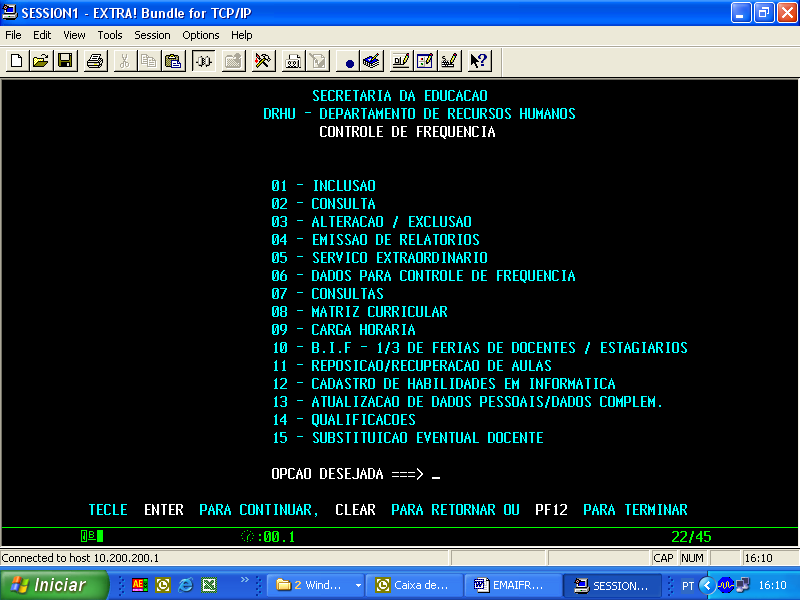 SESSION1 - EXTRA! Bundle for TCP/IP
File Edit View Tools Session Options Help
SECRETARIA DA EDUCACAO
DRHU - DEPARTAMENTO DE RECURSOS HUMANOS
CONTROLE DE FREQUENCIA
01 - INCLUSAO
02 - CONSULTA
03 - ALTERACAO / EXCLUSAO
04 - EMISSAO DE RELATORIOS
05 - SERVICO EXTRAORDINARIO
06 - DADOS PARA CONTROLE DE FREQUENCIA
07 - CONSULTAS
08 - MATRIZ CURRICULAR
09 - CARGA HORARIA
10 - B.I.F - 1/3 DE FERIAS DE DOCENTES / ESTAGIARIOS
11 - REPOSICAO/RECUPERACAO DE AULAS
12 - CADASTRO DE HABILIDADES EM INFORMATICA
13 - ATUALIZACAO DE DADOS PESSOAIS/DADOS COMPLEM.
14 - QUALIFICACOES
15 - SUBSTITUICAO EVENTUAL DOCENTE
OPCAO DESEJADA ===> _
TECLE ENTER PARA CONTINUAR, CLEAR PARA RETORNAR OU PF12 PARA TERMINAR
:00.1 22/45
Connected to host 10.200.200.1 CAP NUM 16:10
Iniciar 2 Wind... Caixa de... EMAIFR... SESSION... PT 16:10